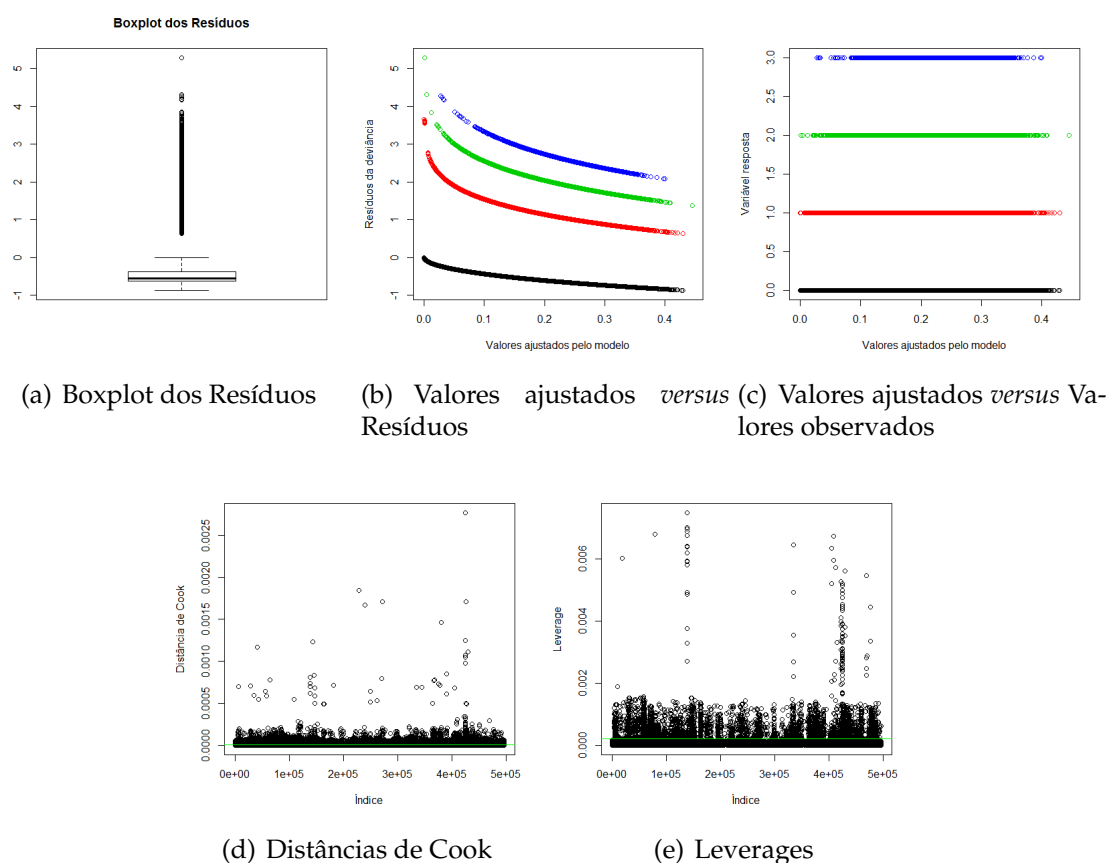 Boxplot dos Resíduos
-1 0 1 2 3 4 5
Resíduos da deviância
-1 0 1 2 3 4 5
0.0 0.1 0.2 0.3 0.4
Valores ajustados pelo modelo
Variável resposta
0.0 0.5 1.0 1.5 2.0 2.5 3.0
0.0 0.1 0.2 0.3 0.4
Valores ajustados pelo modelo
(a) Boxplot dos Resíduos
(b) Valores ajustados versus
Resíduos
(c) Valores ajustados versus Va-
lores observados
Distância de Cook
0.0000 0.0005 0.0010 0.0015 0.0020 0.0025
0e+00 1e+05 2e+05 3e+05 4e+05 5e+05
Índice
Leverage
0.000 0.002 0.004 0.006
0e+00 1e+05 2e+05 3e+05 4e+05 5e+05
Índice
(d) Distâncias de Cook
(e) Leverages